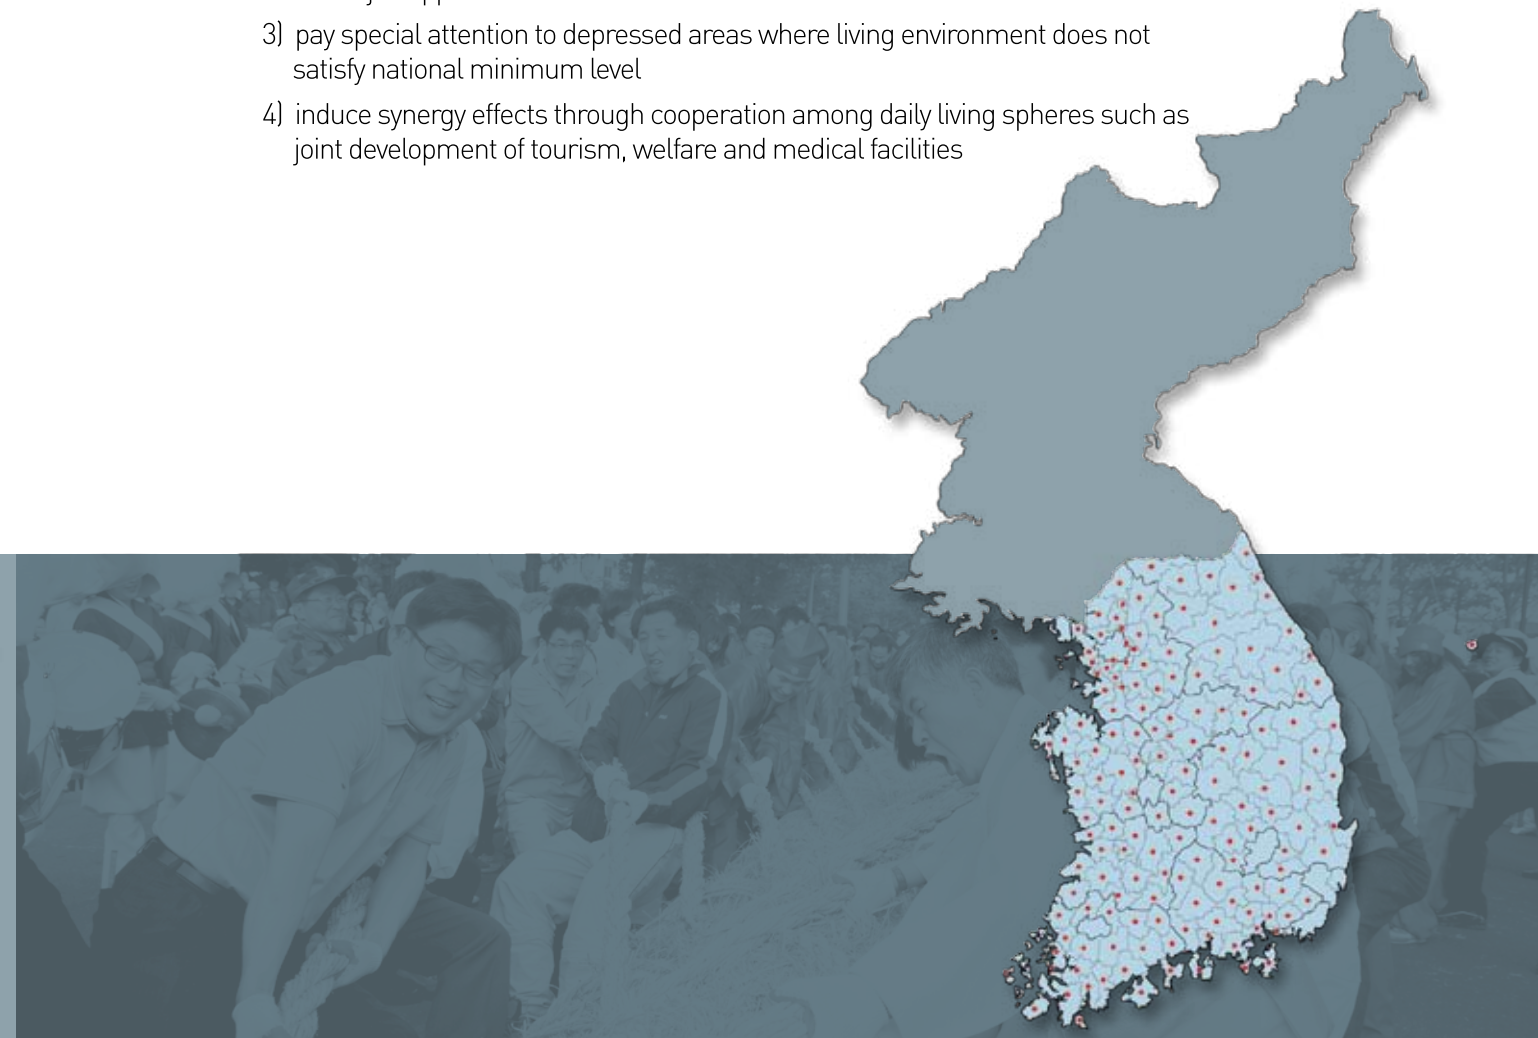 3) pay special attention to depressed areas where living environment does not
satisfy national minimum level
4) induce synergy effects through cooperation among daily living spheres such as
joint development of tourism, welfare and medical facilities